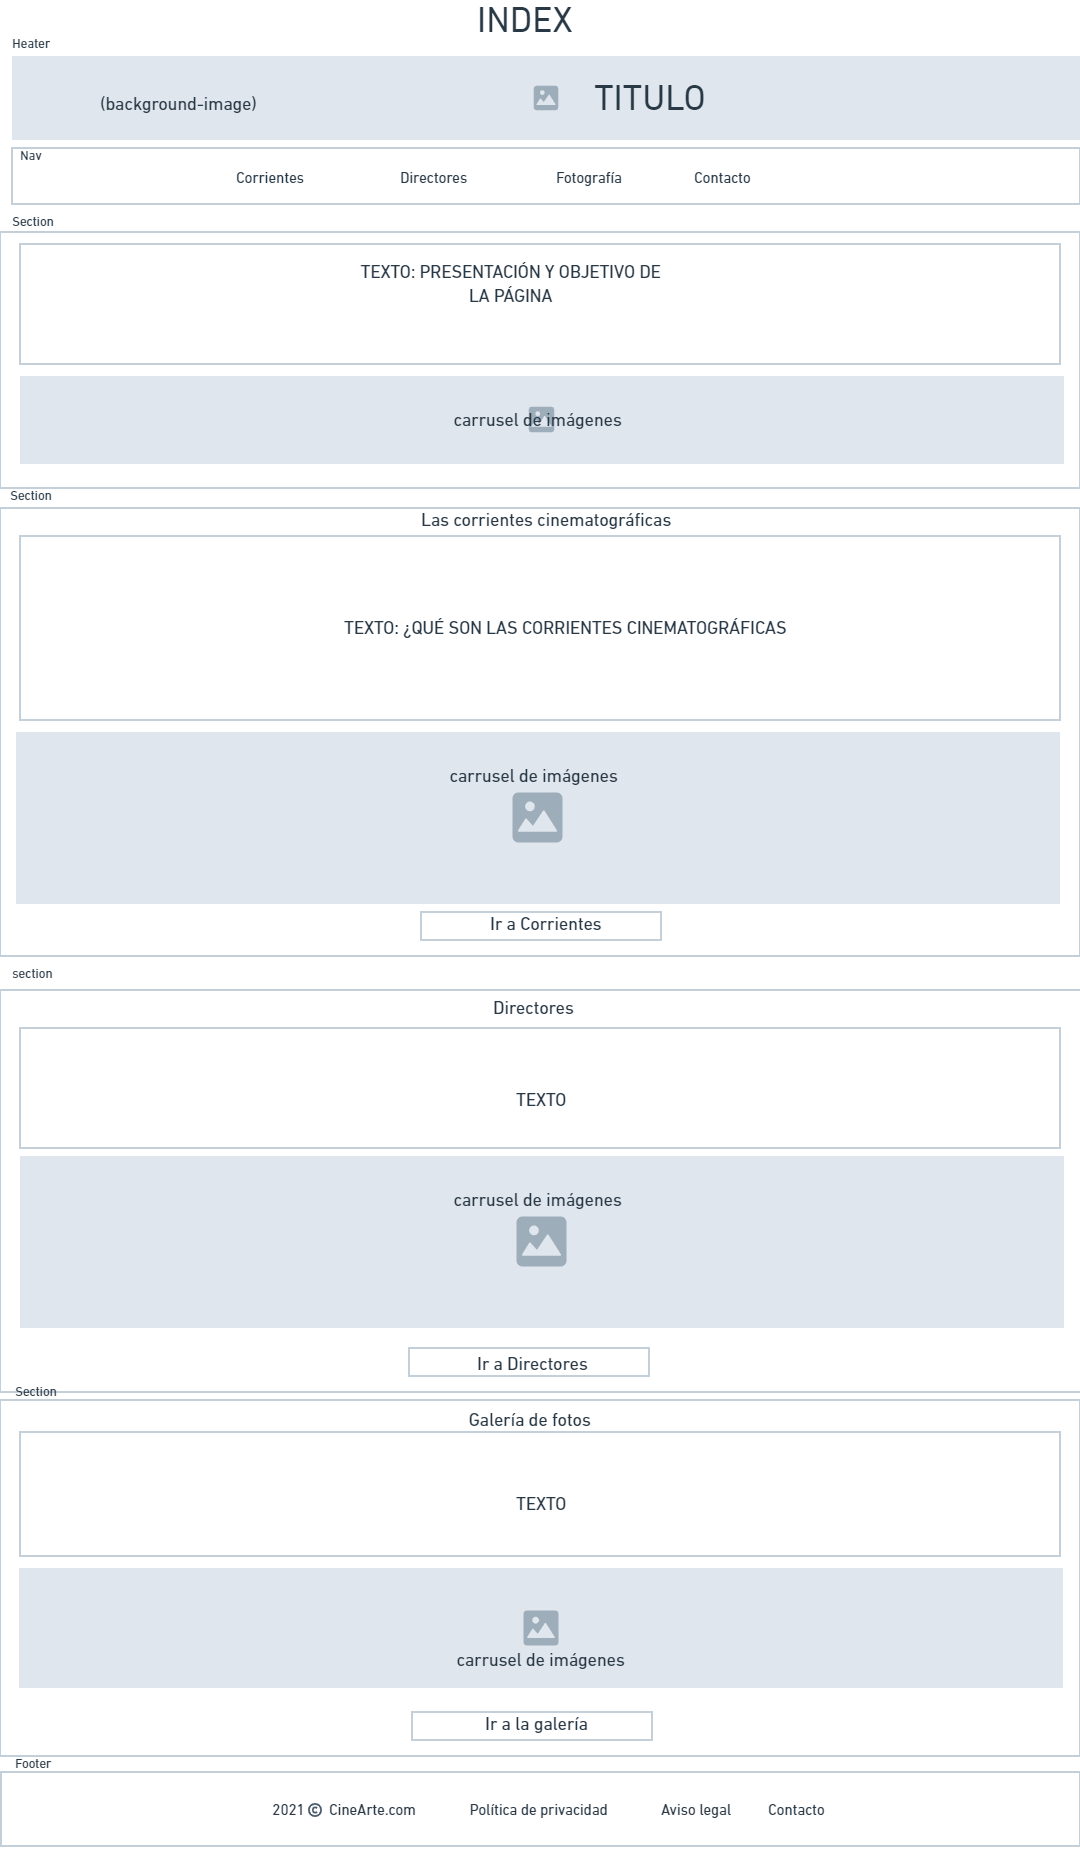 INDEX
Heater
(background-image)
TITULO
Nav
Corrientes Directores Fotografía Contacto
Section
TEXTO: PRESENTACIÓN Y OBJETIVO DE
LA PÁGINA
carrusel de imágenes
Section
Las corrientes cinematográficas
TEXTO: ¿QUÉ SON LAS CORRIENTES CINEMATOGRÁFICAS
carrusel de imágenes
Ir a Corrientes
section
Directores
TEXTO
carrusel de imágenes
Ir a Directores
Section
Galería de fotos
TEXTO
carrusel de imágenes
Ir a la galería
Footer
2021 © CineArte.com Política de privacidad Aviso legal Contacto